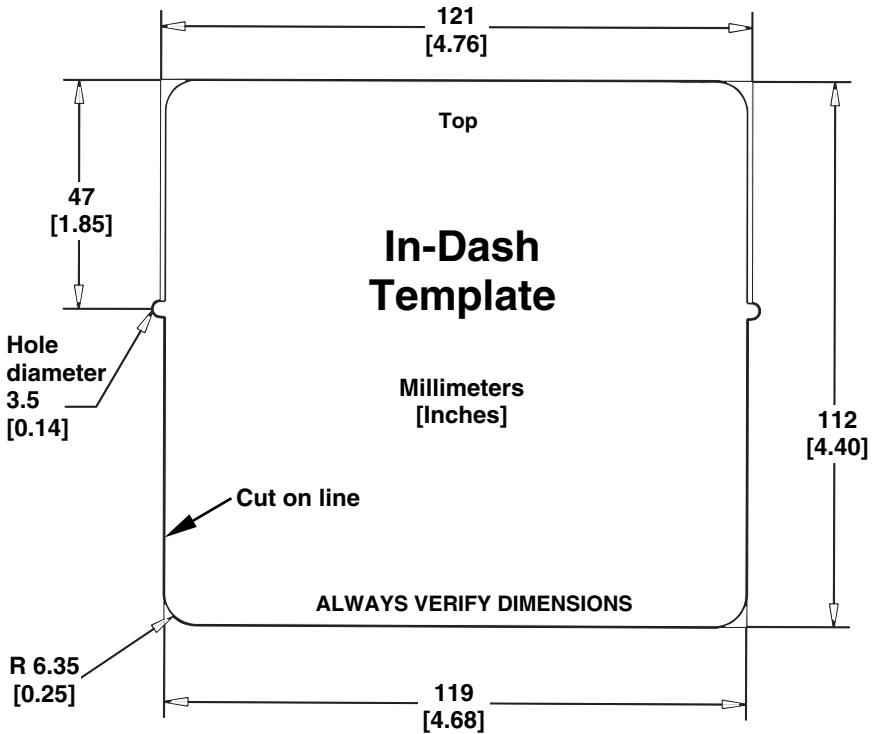 121
[4.76]
Top
47
[1.85]
In-Dash
Template
Hole
diameter
3.5
[0.14]
Millimeters
[Inches]
112
[4.40]
Cut on line
ALWAYS VERIFY DIMENSIONS
R 6.35
[0.25]
119
[4.68]